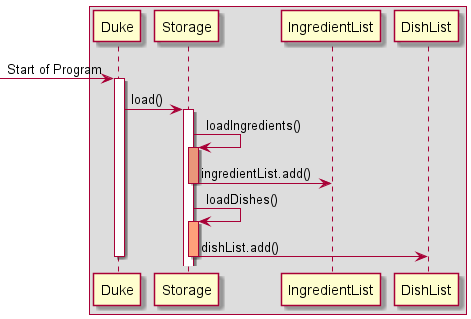 Duke
Storage
IngredientList
DishList
Start of Program
load()
loadIngredients()
ingredientList.add()
loadDishes()
dishList.add()
Duke
Storage
IngredientList
DishList